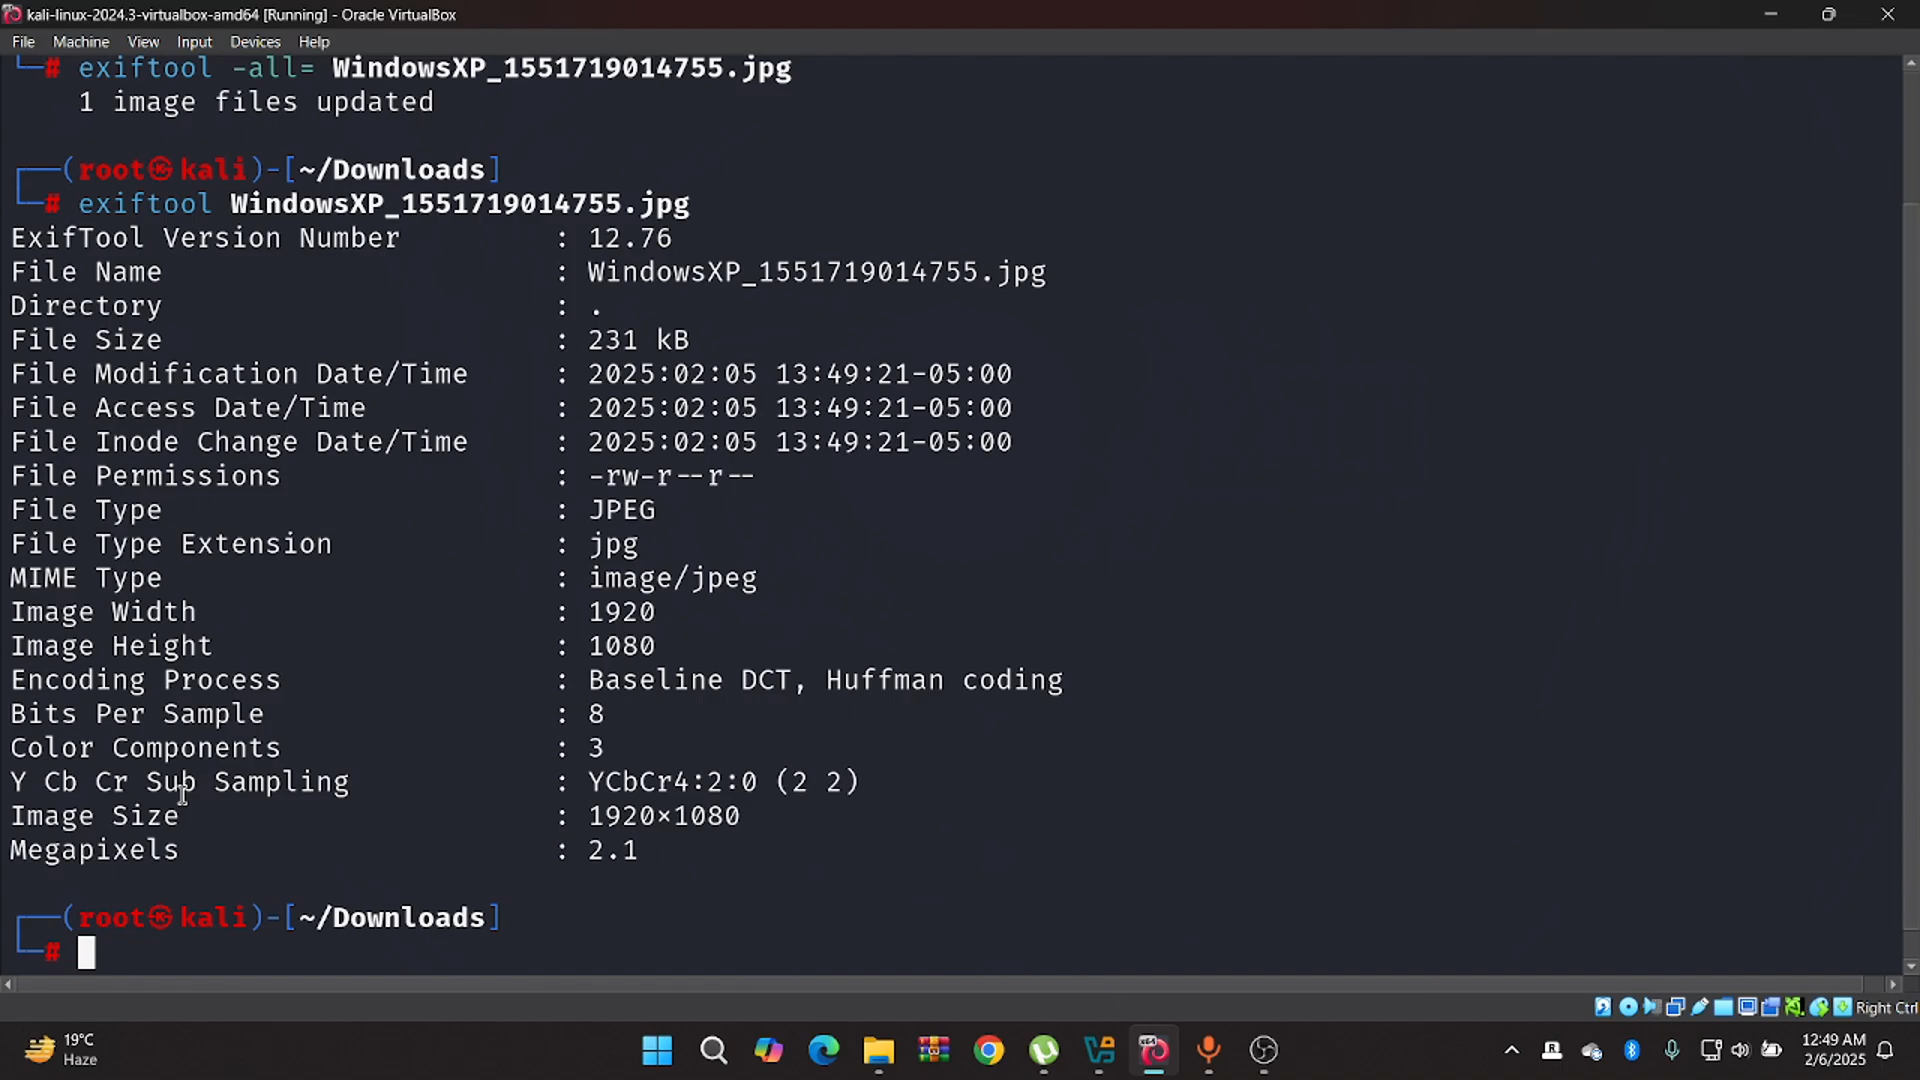 kali-linux-2024.3-virtualbox-amd64 [Running] - Oracle VirtualBox
File Machine View Input Devices Help
└─# exiftool -all= WindowsXP_1551719014755.jpg
1 image files updated
┌──(root㉿kali)-[~/Downloads]
└─# exiftool WindowsXP_1551719014755.jpg
ExifTool Version Number : 12.76
File Name : WindowsXP_1551719014755.jpg
Directory : .
File Size : 231 kB
File Modification Date/Time : 2025:02:05 13:49:21-05:00
File Access Date/Time : 2025:02:05 13:49:21-05:00
File Inode Change Date/Time : 2025:02:05 13:49:21-05:00
File Permissions : -rw-r--r--
File Type : JPEG
File Type Extension : jpg
MIME Type : image/jpeg
Image Width : 1920
Image Height : 1080
Encoding Process : Baseline DCT, Huffman coding
Bits Per Sample : 8
Color Components : 3
Y Cb Cr Sub Sampling : YCbCr4:2:0 (2 2)
Image Size : 1920×1080
Megapixels : 2.1
┌──(root㉿kali)-[~/Downloads]
└─#
Right Ctrl
19°C
Haze
12:49 AM
2/6/2025